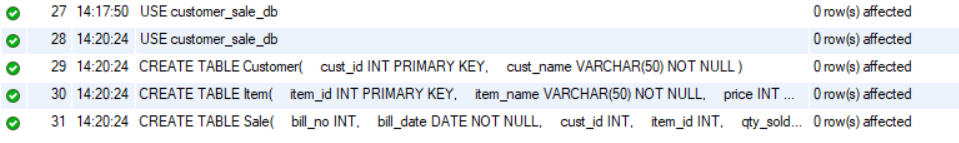 27 14:17:50 USE customer_sale_db 0 row(s) affected
28 14:20:24 USE customer_sale_db 0 row(s) affected
29 14:20:24 CREATE TABLE Customer( cust_id INT PRIMARY KEY, cust_name VARCHAR(50) NOT NULL ) 0 row(s) affected
30 14:20:24 CREATE TABLE Item( item_id INT PRIMARY KEY, item_name VARCHAR(50) NOT NULL, price INT ... 0 row(s) affected
31 14:20:24 CREATE TABLE Sale( bill_no INT, bill_date DATE NOT NULL, cust_id INT, item_id INT, qty_sold... 0 row(s) affected